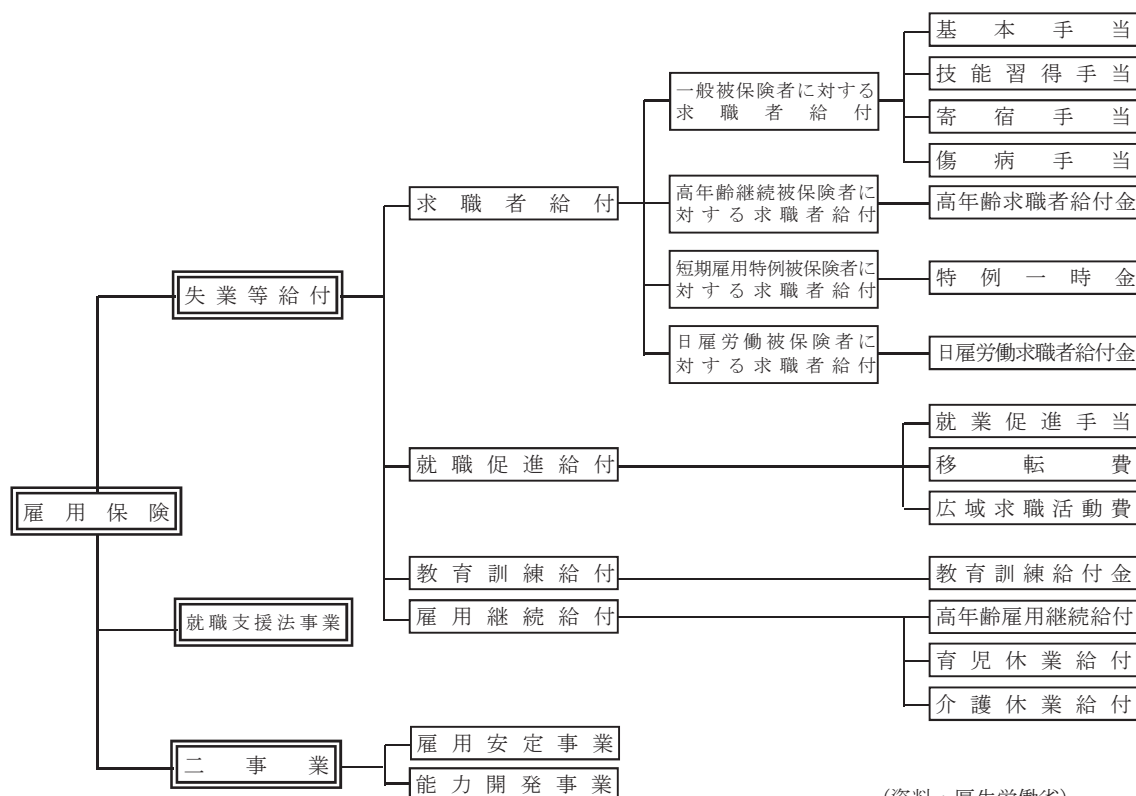 雇用保険
失業等給付
就職支援法事業
二事業
求職者給付
就職促進給付
教育訓練給付
雇用継続給付
雇用安定事業
能力開発事業
一般被保険者に対する
求職者給付
高年齢継続被保険者に
対する求職者給付
短期雇用特例被保険者に
対する求職者給付
日雇労働被保険者に
対する求職者給付
基本手当
技能習得手当
寄宿手当
傷病手当
高年齢求職者給付金
特例一時金
日雇労働求職者給付金
就業促進手当
移転費
広域求職活動費
教育訓練給付金
高年齢雇用継続給付
育児休業給付
介護休業給付
(資料:厚生労働省)